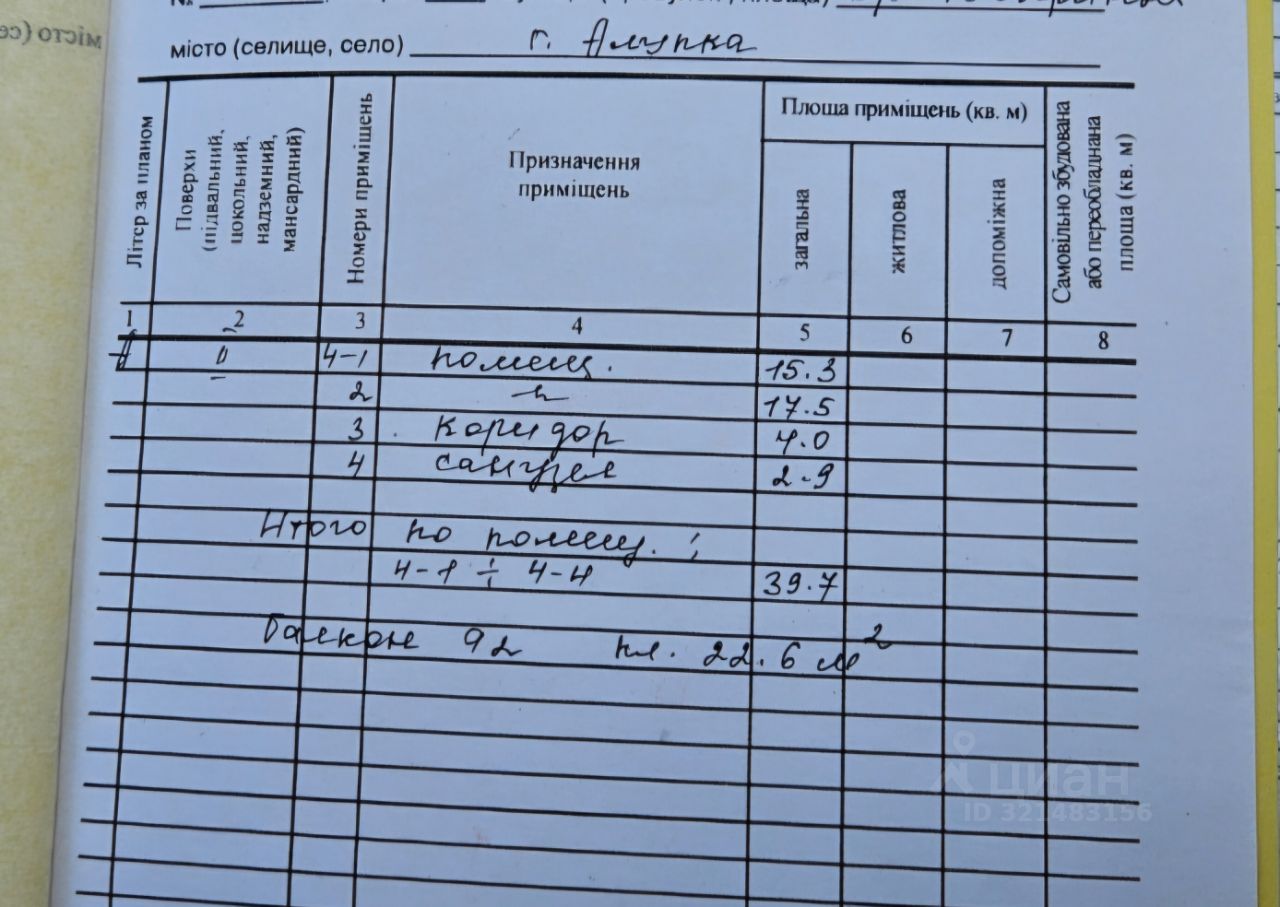 місто (селище, село) г. Алупка
Літер за планом
Поверхи (підвальний, цокольний, надземний, мансардний)
Номери приміщень
Призначення приміщень
Площа приміщень (кв. м)
загальна
житлова
допоміжна
Самовільно збудована або переобладнана площа (кв. м)
1 2 3 4 5 6 7 8
4-1 помещ. 15.3
2 -"- 17.5
3 коридор 4.0
4 санузел 2.9
Итого по помещ. :
4-1 ÷ 4-4 39.7
Балкон пл. 22.6 м²
циан
ID 321483156